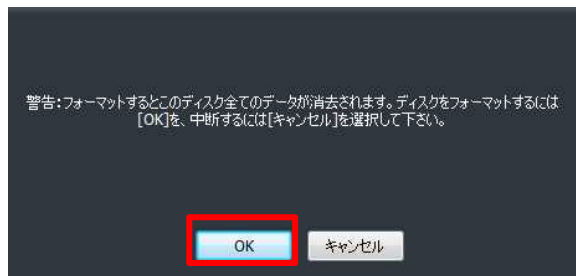 警告:フォーマットするとこのディスク全てのデータが消去されます。ディスクをフォーマットするには
[OK]を、中断するには[キャンセル]を選択して下さい。
OK キャンセル